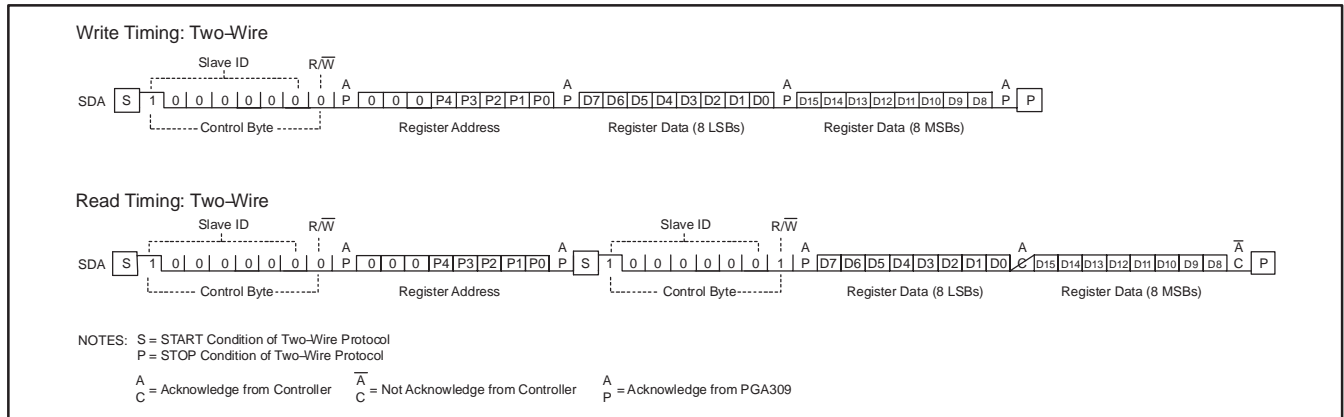 Write Timing: Two–Wire
Slave ID R/W̅
A A A A
SDA S 1 0 0 0 0 0 0 0 P 0 0 0 P4 P3 P2 P1 P0 P D7 D6 D5 D4 D3 D2 D1 D0 P D15 D14 D13 D12 D11 D10 D9 D8 P P
Control Byte Register Address Register Data (8 LSBs) Register Data (8 MSBs)
Read Timing: Two–Wire
Slave ID R/W̅ Slave ID R/W̅
A A A A A̅
SDA S 1 0 0 0 0 0 0 0 P 0 0 0 P4 P3 P2 P1 P0 P S 1 0 0 0 0 0 0 1 P D7 D6 D5 D4 D3 D2 D1 D0 C D15 D14 D13 D12 D11 D10 D9 D8 C P
Control Byte Register Address Control Byte Register Data (8 LSBs) Register Data (8 MSBs)
NOTES: S = START Condition of Two–Wire Protocol
P = STOP Condition of Two–Wire Protocol
A A̅ A
C = Acknowledge from Controller C = Not Acknowledge from Controller P = Acknowledge from PGA309